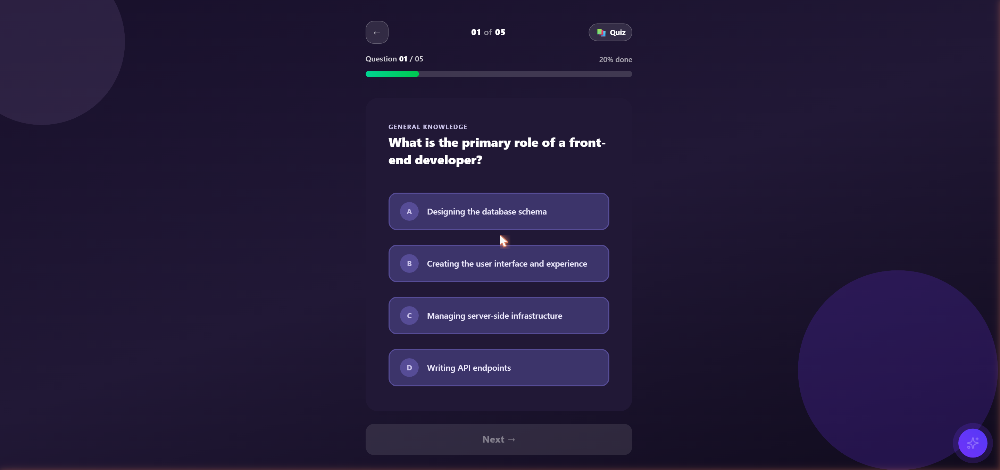 ←
01 of 05
Quiz
Question 01 / 05
20% done
GENERAL KNOWLEDGE
What is the primary role of a front-
end developer?
A Designing the database schema
B Creating the user interface and experience
C Managing server-side infrastructure
D Writing API endpoints
Next →